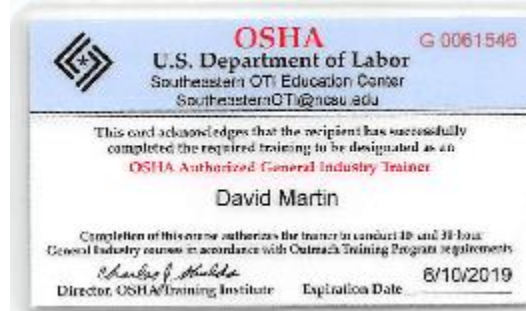 OSHA
G 0061546
U.S. Department of Labor
Southeastern OTI Education Center
SoutheasternOTI@ncsu.edu
This card acknowledges that the recipient has successfully
completed the required training to be designated as an
OSHA Authorized General Industry Trainer
David Martin
Completion of this course authorizes the trainer to conduct 10- and 30-hour
General Industry courses in accordance with Outreach Training Program requirements
6/10/2019
Director, OSHA Training Institute
Expiration Date